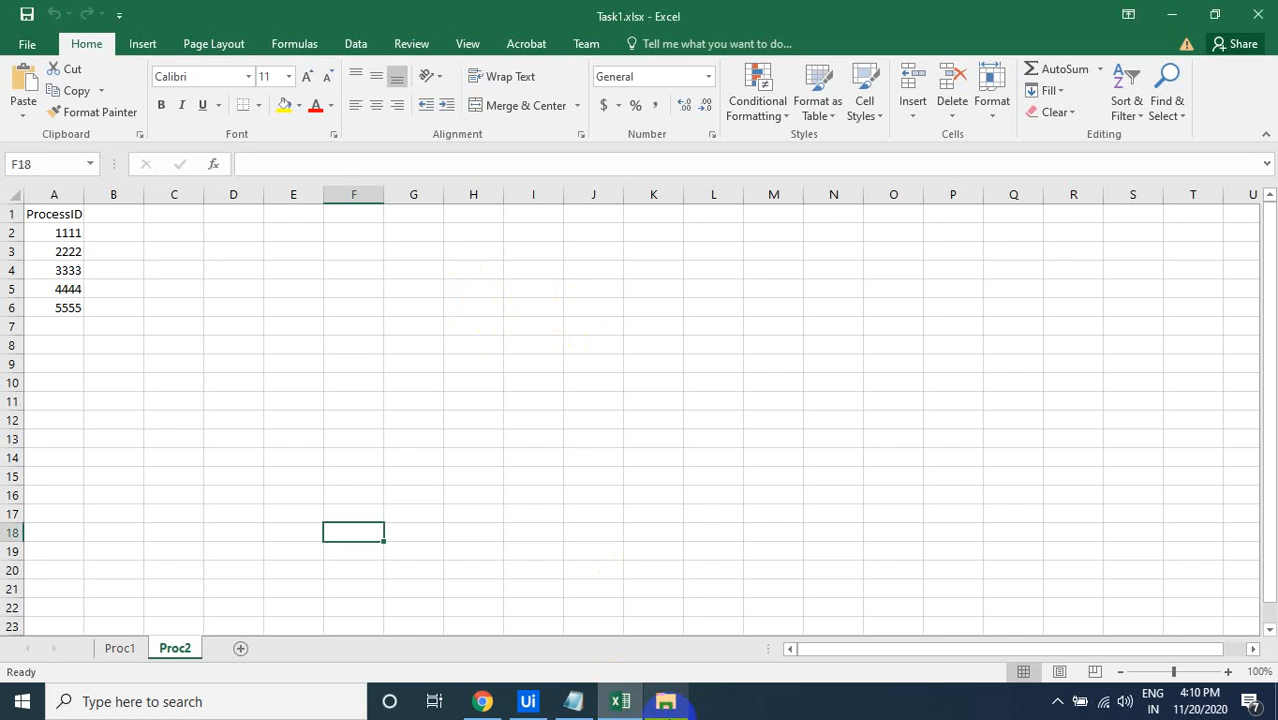 Task1.xlsx - Excel
File Home Insert Page Layout Formulas Data Review View Acrobat Team Tell me what you want to do... Share
Paste
Cut
Copy
Format Painter
Clipboard
Calibri 11
B I U
Font
Wrap Text
Merge & Center
Alignment
General
$ % ,
Number
Conditional Formatting
Format as Table
Cell Styles
Styles
Insert Delete Format
Cells
AutoSum
Fill
Clear
Sort & Filter
Find & Select
Editing
F18 fx
A B C D E F G H I J K L M N O P Q R S T U
1 ProcessID
2 1111
3 2222
4 3333
5 4444
6 5555
7
8
9
10
11
12
13
14
15
16
17
18
19
20
21
22
23
Proc1 Proc2
Ready 100%
Type here to search Ui ENG IN 4:10 PM 11/20/2020 7